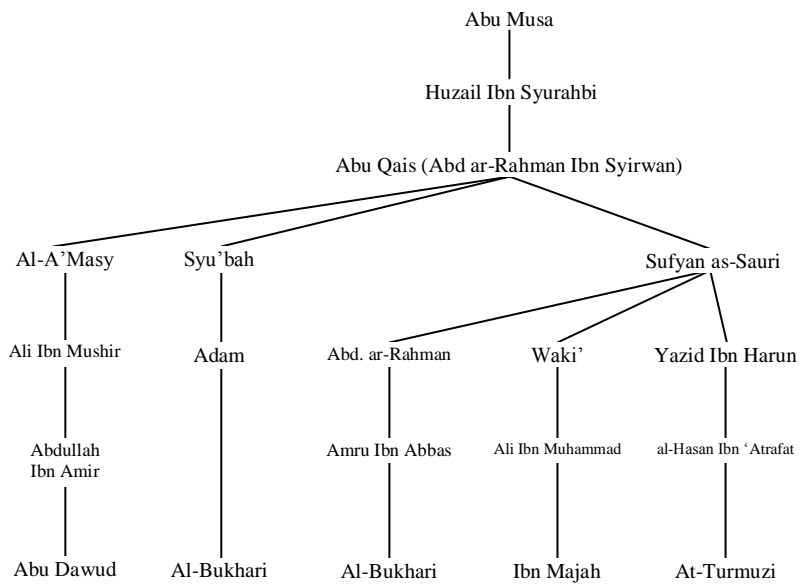 Abu Musa
Huzail Ibn Syurahbi
Abu Qais (Abd ar-Rahman Ibn Syirwan)
Al-A’Masy
Syu’bah
Sufyan as-Sauri
Ali Ibn Mushir
Adam
Abd. ar-Rahman
Waki’
Yazid Ibn Harun
Abdullah
Ibn Amir
Amru Ibn Abbas
Ali Ibn Muhammad
al-Hasan Ibn ‘Atrafat
Abu Dawud
Al-Bukhari
Al-Bukhari
Ibn Majah
At-Turmuzi